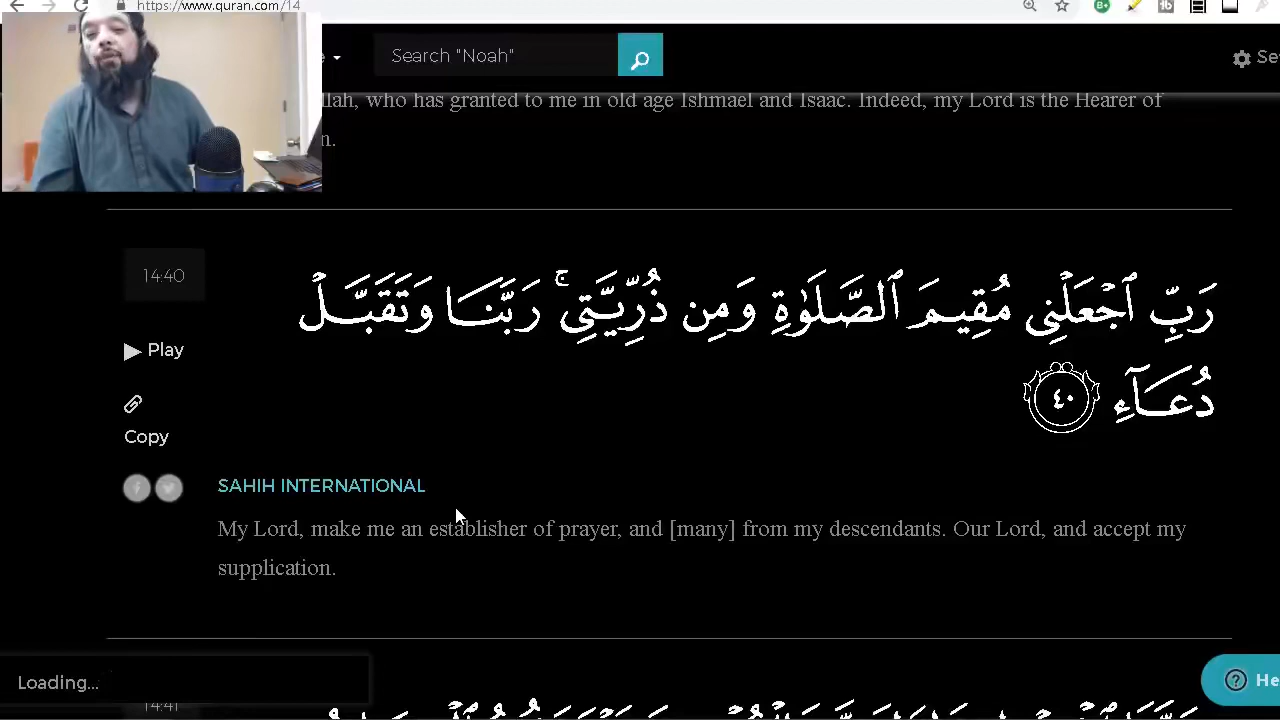 https://www.quran.com/14
Search "Noah"
llah, who has granted to me in old age Ishmael and Isaac. Indeed, my Lord is the Hearer of
n.
14:40
رَبِّ ٱجْعَلْنِى مُقِيمَ ٱلصَّلَوٰةِ وَمِن ذُرِّيَّتِى ۚ رَبَّنَا وَتَقَبَّلْ
دُعَآءِ ٤٠
Play
Copy
SAHIH INTERNATIONAL
My Lord, make me an establisher of prayer, and [many] from my descendants. Our Lord, and accept my
supplication.
Loading...
He
14:41